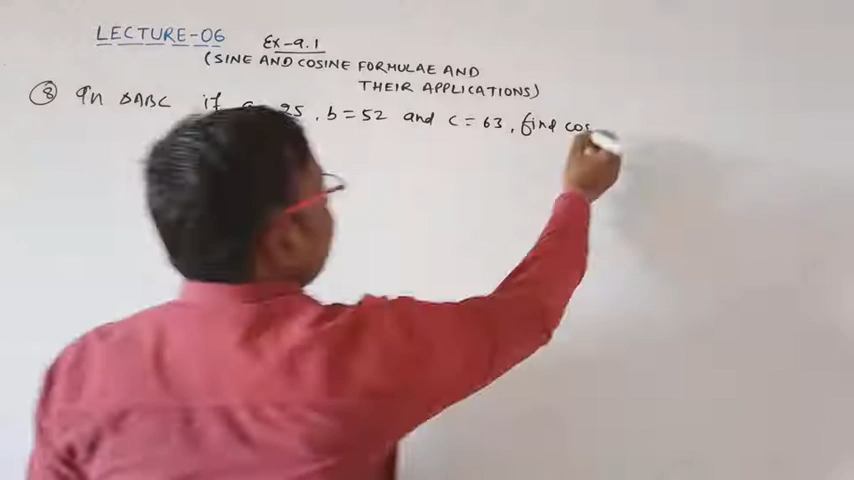 LECTURE-06
Ex-9.1
(SINE AND COSINE FORMULAE AND
THEIR APPLICATIONS)
8 In ΔABC if a = 25, b = 52 and c = 63, find cos